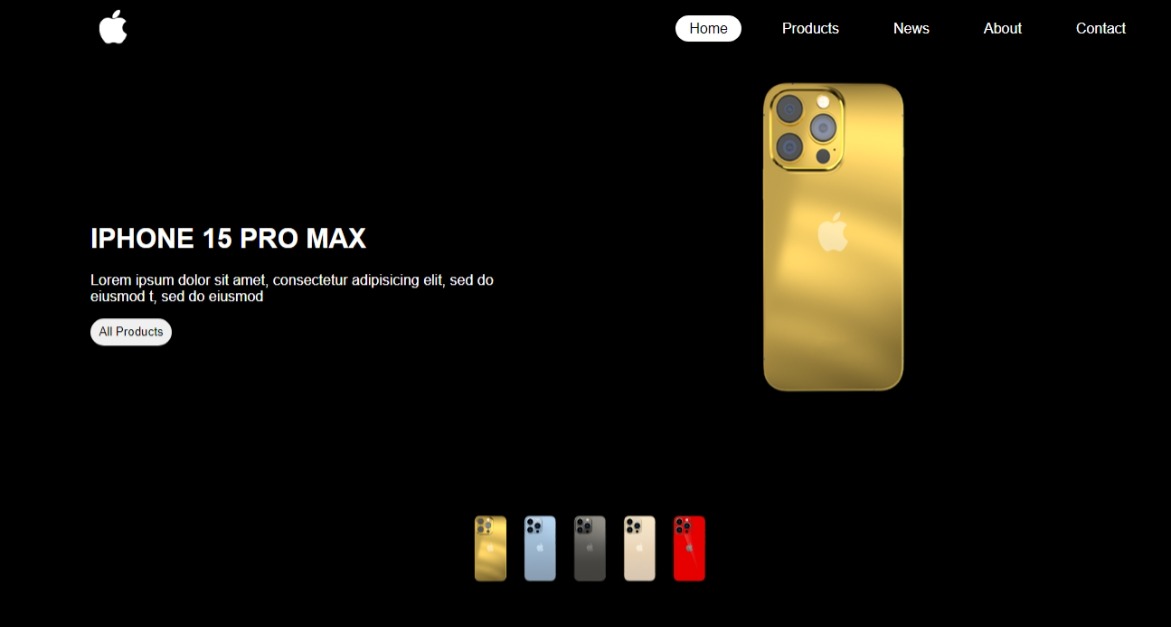 Home Products News About Contact
IPHONE 15 PRO MAX
Lorem ipsum dolor sit amet, consectetur adipisicing elit, sed do
eiusmod t, sed do eiusmod
All Products